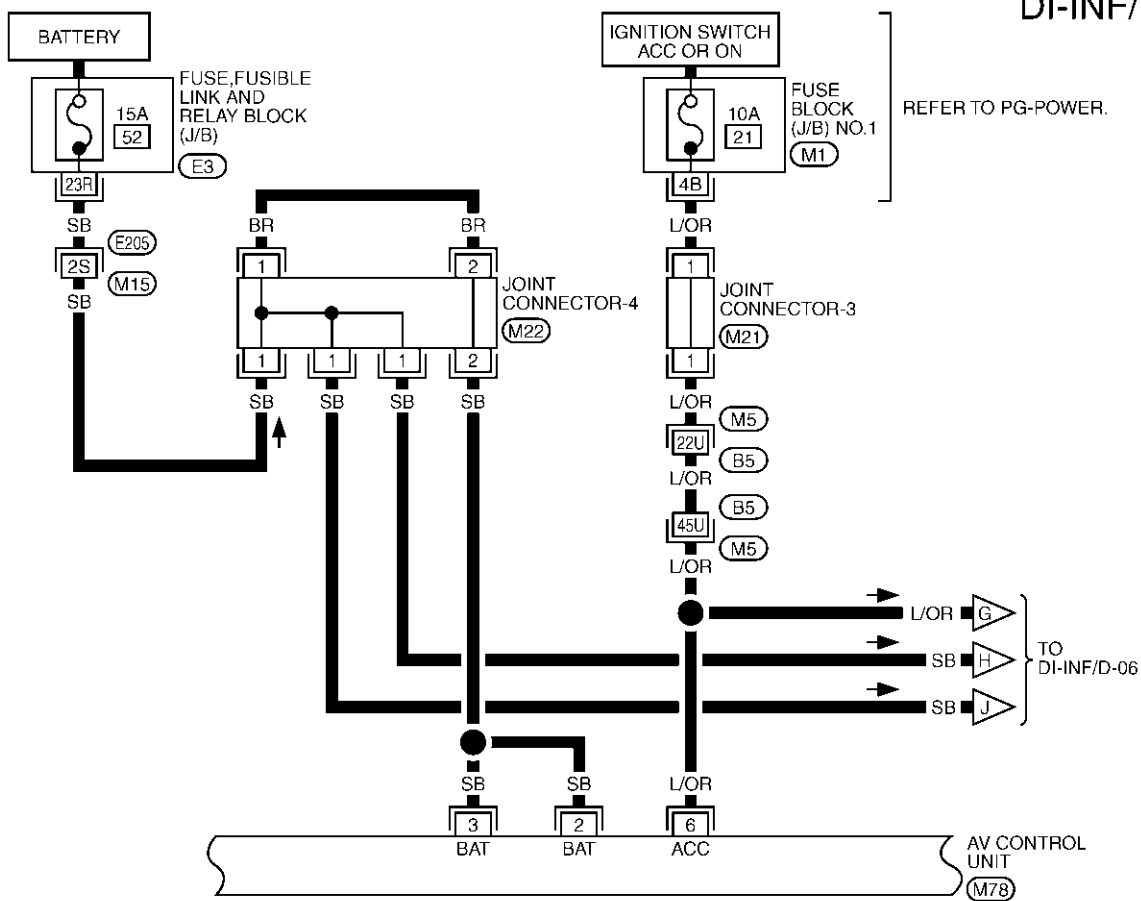 DI-INF/
BATTERY
IGNITION SWITCH
ACC OR ON
FUSE,FUSIBLE
LINK AND
RELAY BLOCK
(J/B)
E3
15A
52
10A
21
FUSE
BLOCK
(J/B) NO.1
M1
REFER TO PG-POWER.
23R
4B
SB
BR
BR
L/OR
E205
2S
M15
SB
1
2
1
JOINT
CONNECTOR-4
M22
JOINT
CONNECTOR-3
M21
1
1
1
2
1
SB
SB
SB
SB
L/OR
M5
22U
B5
L/OR
B5
45U
M5
L/OR
L/OR
G
SB
H
SB
J
TO
DI-INF/D-06
SB
SB
L/OR
3
2
6
BAT
BAT
ACC
AV CONTROL
UNIT
M78